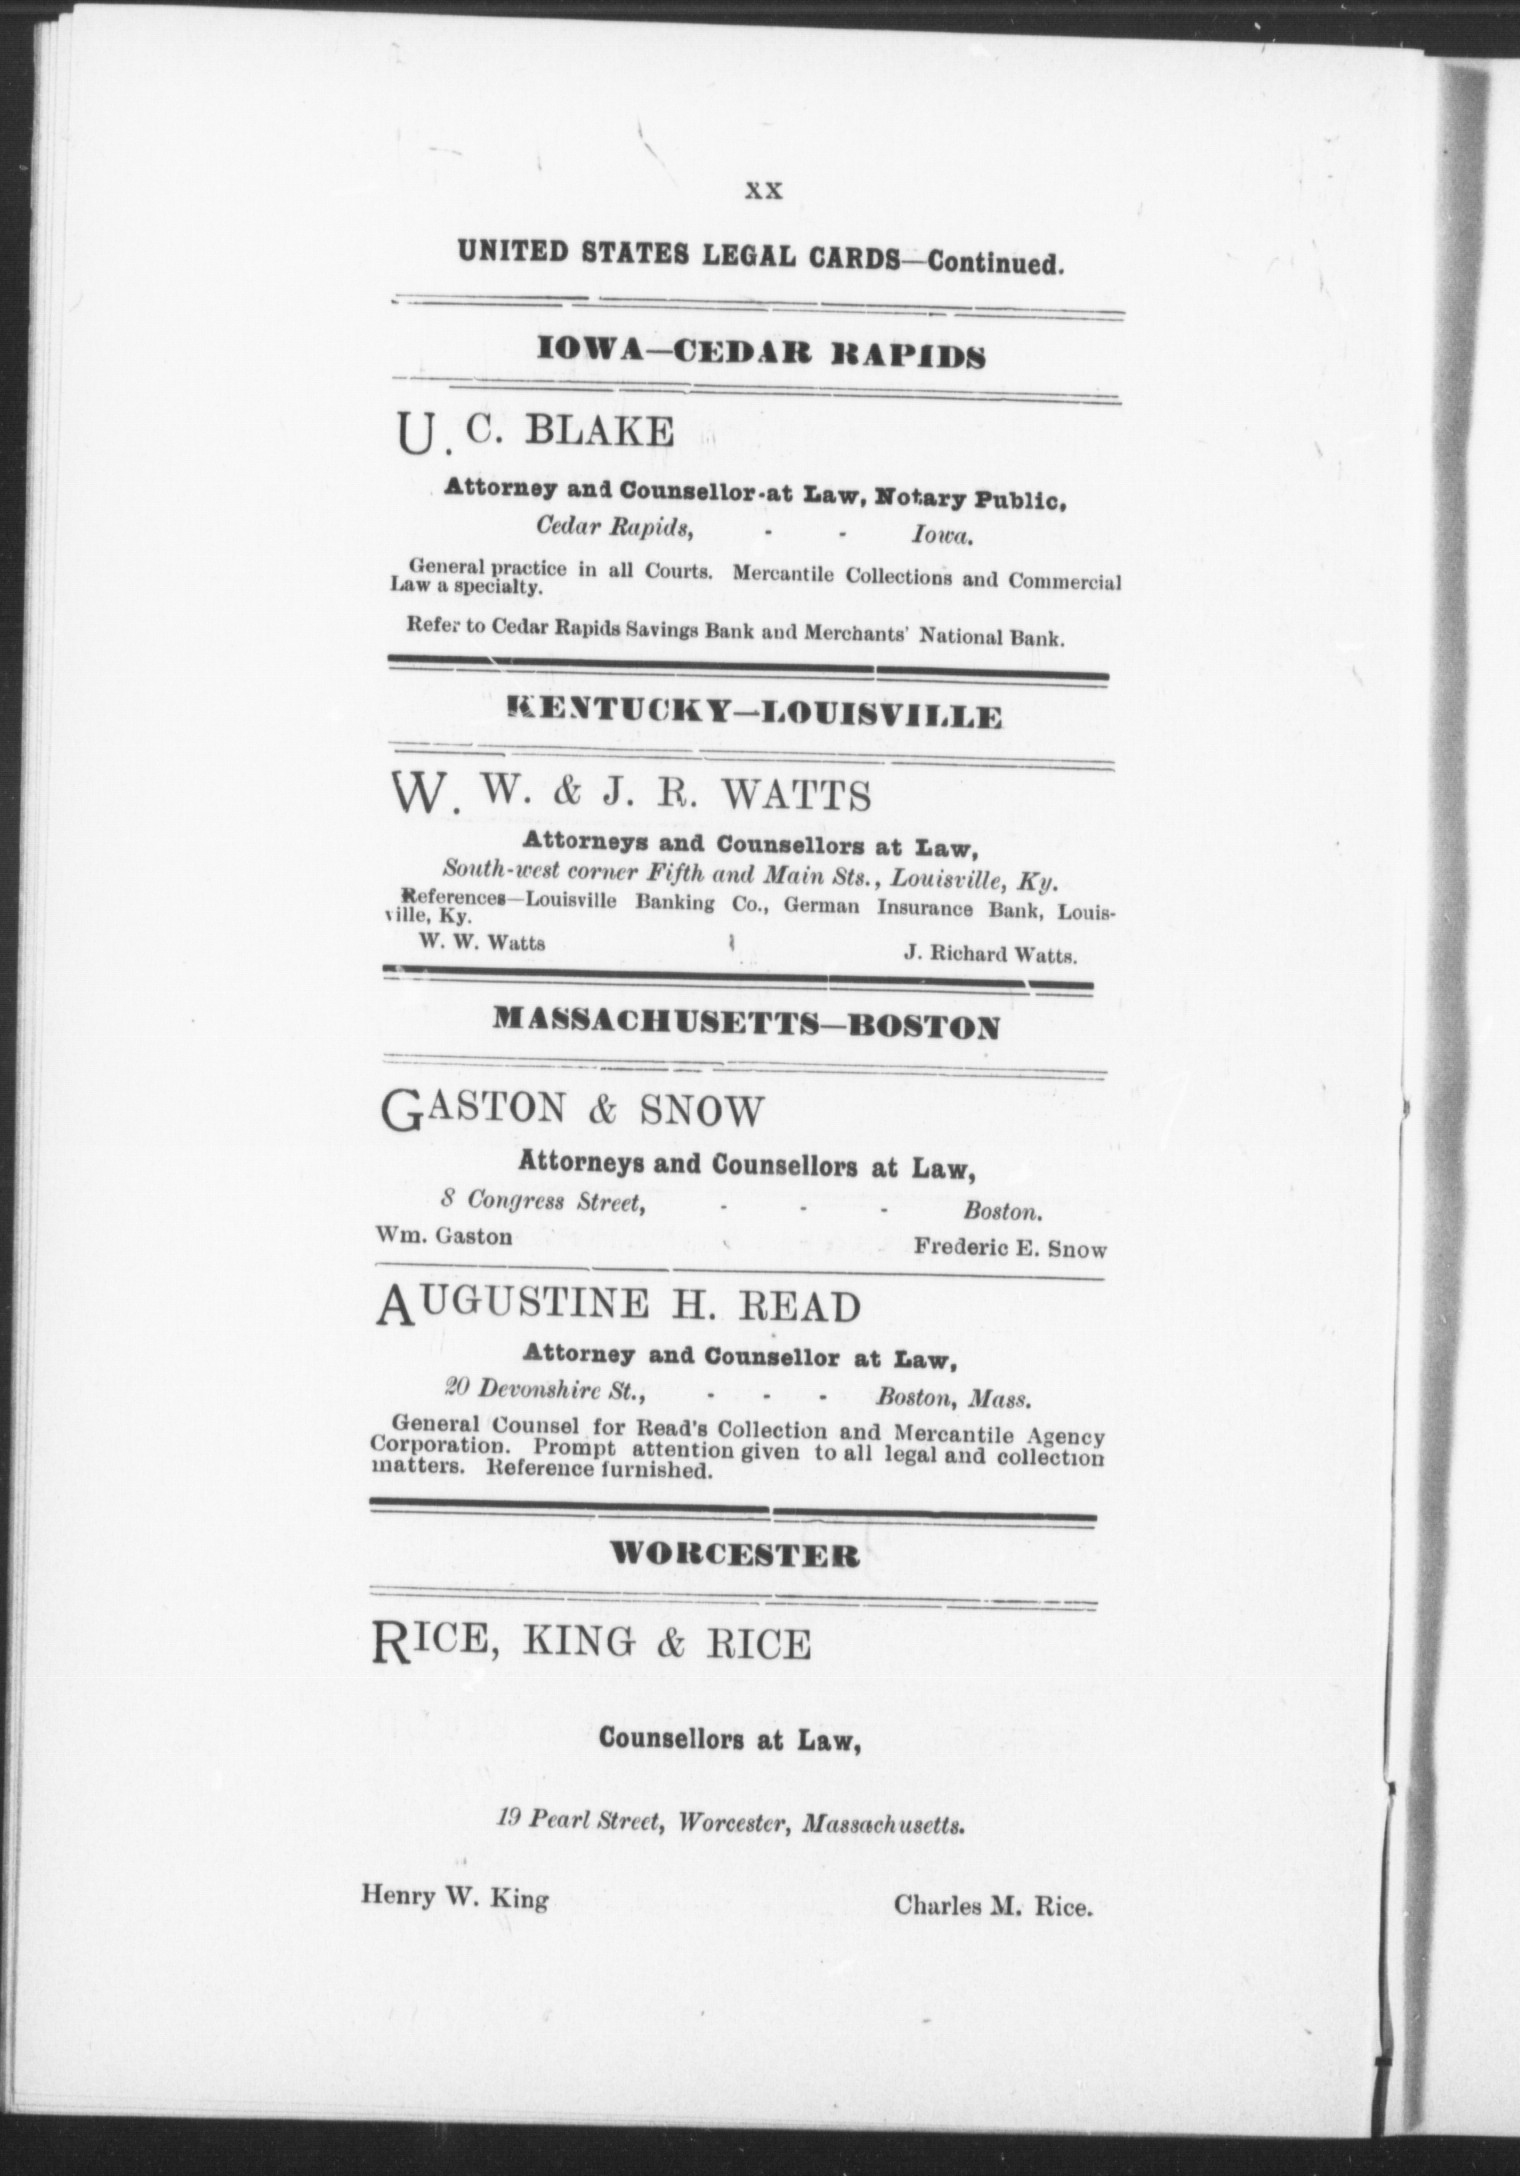 xx
UNITED STATES LEGAL CARDS—Continued.
IOWA—CEDAR RAPIDS
U. C. BLAKE
Attorney and Counsellor-at Law, Notary Public,
Cedar Rapids, - - Iowa.
General practice in all Courts. Mercantile Collections and Commercial
Law a specialty.
Refer to Cedar Rapids Savings Bank and Merchants' National Bank.
KENTUCKY—LOUISVILLE
W. W. & J. R. WATTS
Attorneys and Counsellors at Law,
South-west corner Fifth and Main Sts., Louisville, Ky.
References—Louisville Banking Co., German Insurance Bank, Louis-
ville, Ky.
W. W. Watts J. Richard Watts.
MASSACHUSETTS—BOSTON
GASTON & SNOW
Attorneys and Counsellors at Law,
8 Congress Street, - - - Boston.
Wm. Gaston Frederic E. Snow
AUGUSTINE H. READ
Attorney and Counsellor at Law,
20 Devonshire St., - - - Boston, Mass.
General Counsel for Read's Collection and Mercantile Agency
Corporation. Prompt attention given to all legal and collection
matters. Reference furnished.
WORCESTER
RICE, KING & RICE
Counsellors at Law,
19 Pearl Street, Worcester, Massachusetts.
Henry W. King Charles M. Rice.